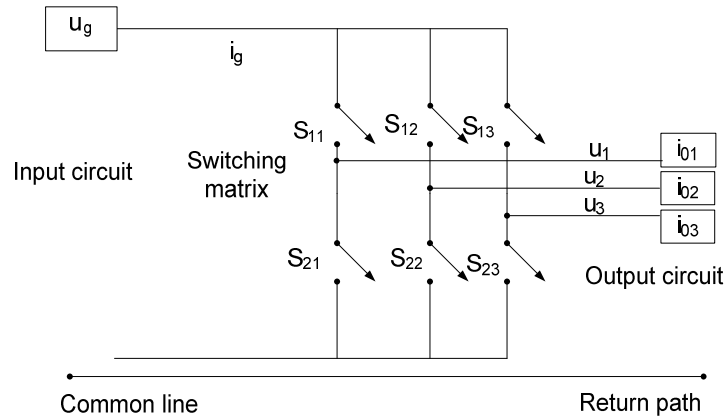 u_g
i_g
S_11
S_12
S_13
u_1
i_01
Input circuit
Switching
matrix
u_2
i_02
u_3
i_03
S_21
S_22
S_23
Output circuit
Common line
Return path